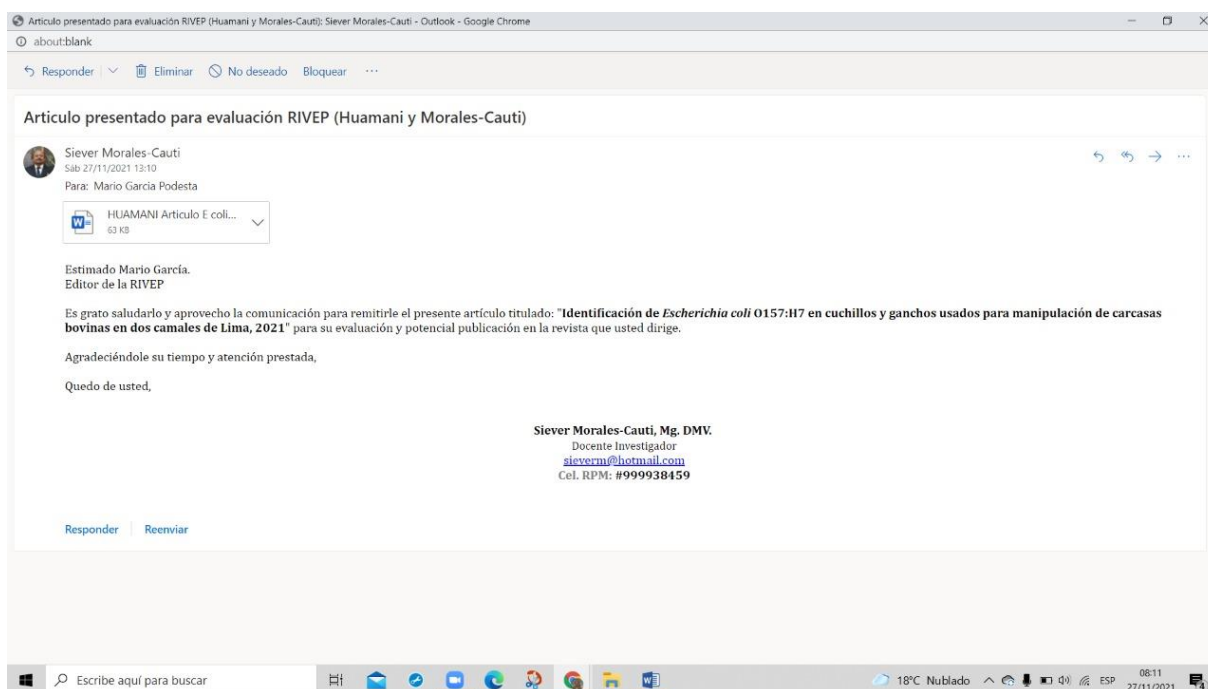 Articulo presentado para evaluación RIVEP (Huamani y Morales-Cauti): Siever Morales-Cauti - Outlook - Google Chrome
about:blank
Responder Eliminar No deseado Bloquear ...
Articulo presentado para evaluación RIVEP (Huamani y Morales-Cauti)
Siever Morales-Cauti
Sáb 27/11/2021 13:10
Para: Mario Garcia Podesta
HUAMANI Articulo E coli...
63 KB
Estimado Mario García.
Editor de la RIVEP
Es grato saludarlo y aprovecho la comunicación para remitirle el presente artículo titulado: "Identificación de Escherichia coli O157:H7 en cuchillos y ganchos usados para manipulación de carcasas
bovinas en dos camales de Lima, 2021" para su evaluación y potencial publicación en la revista que usted dirige.
Agradeciéndole su tiempo y atención prestada,
Quedo de usted,
Siever Morales-Cauti, Mg. DMV.
Docente Investigador
sieverm@hotmail.com
Cel. RPM: #999938459
Responder Reenviar
Escribe aquí para buscar
18°C Nublado ESP
08:11
27/11/2021